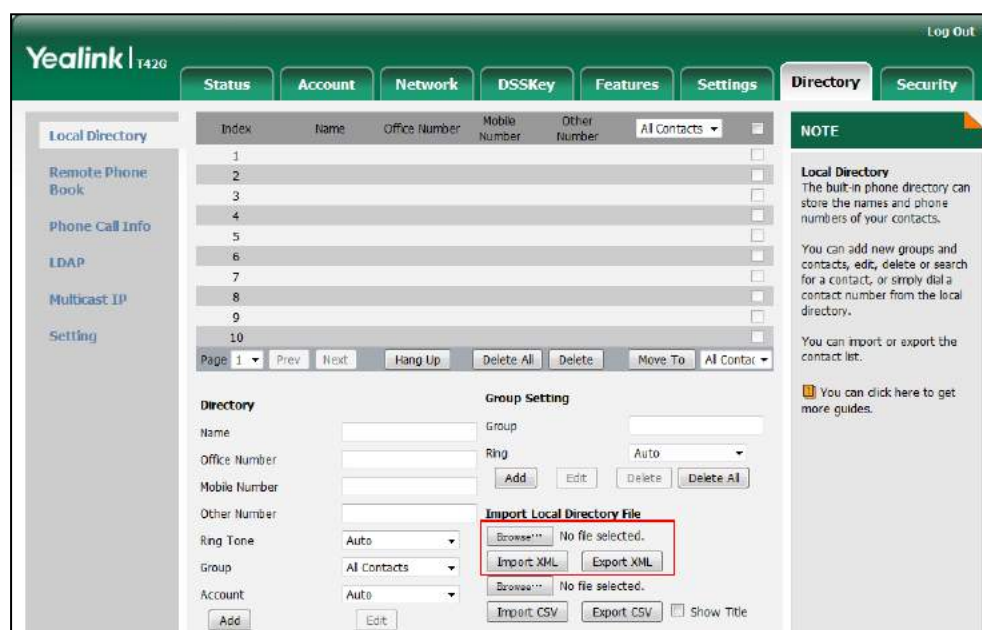 Log Out
Yealink T42G
Status Account Network DSSKey Features Settings Directory Security
Local Directory
Remote Phone
Book
Phone Call Info
LDAP
Multicast IP
Setting
Index Name Office Number Mobile Number Other Number All Contacts
1
2
3
4
5
6
7
8
9
10
Page 1 Prev Next Hang Up Delete All Delete Move To All Contac
Directory
Name
Office Number
Mobile Number
Other Number
Ring Tone Auto
Group All Contacts
Account Auto
Add Edit
Group Setting
Group
Ring Auto
Add Edit Delete Delete All
Import Local Directory File
Browse... No file selected.
Import XML Export XML
Browse... No file selected.
Import CSV Export CSV Show Title
NOTE
Local Directory
The built-in phone directory can
store the names and phone
numbers of your contacts.
You can add new groups and
contacts, edit, delete or search
for a contact, or simply dial a
contact number from the local
directory.
You can import or export the
contact list.
You can click here to get
more guides.